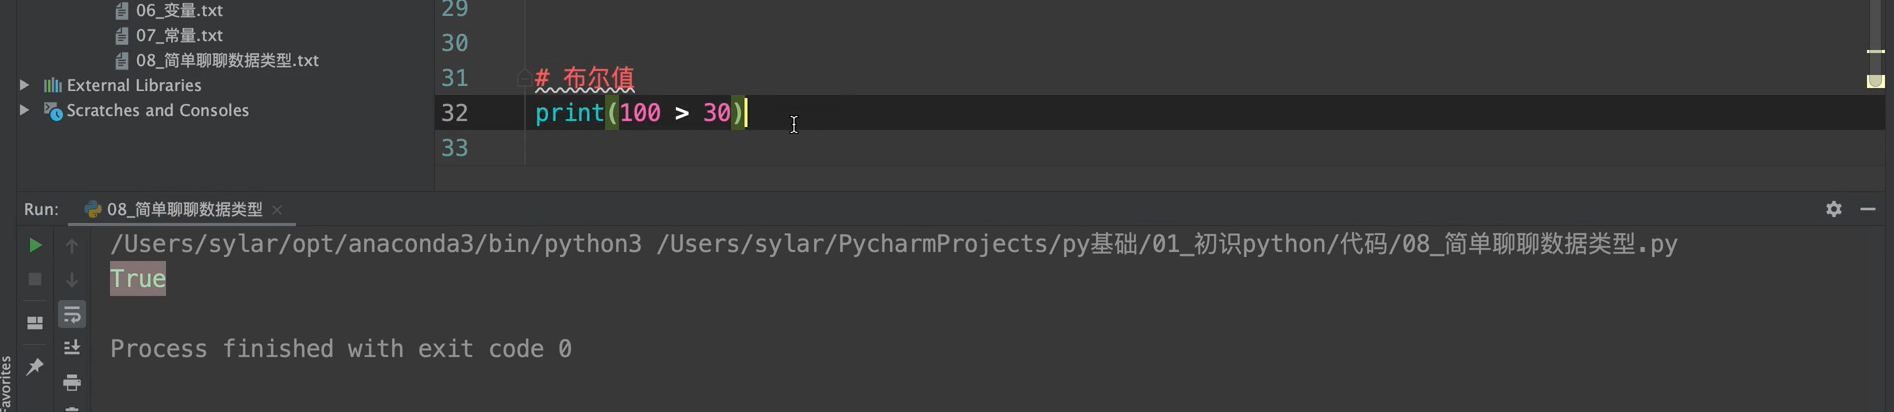 06_变量.txt
07_常量.txt
08_简单聊聊数据类型.txt
External Libraries
Scratches and Consoles
29
30
31 # 布尔值
32 print(100 > 30)
33
Run: 08_简单聊聊数据类型
/Users/sylar/opt/anaconda3/bin/python3 /Users/sylar/PycharmProjects/py基础/01_初识python/代码/08_简单聊聊数据类型.py
True
Process finished with exit code 0
Favorites